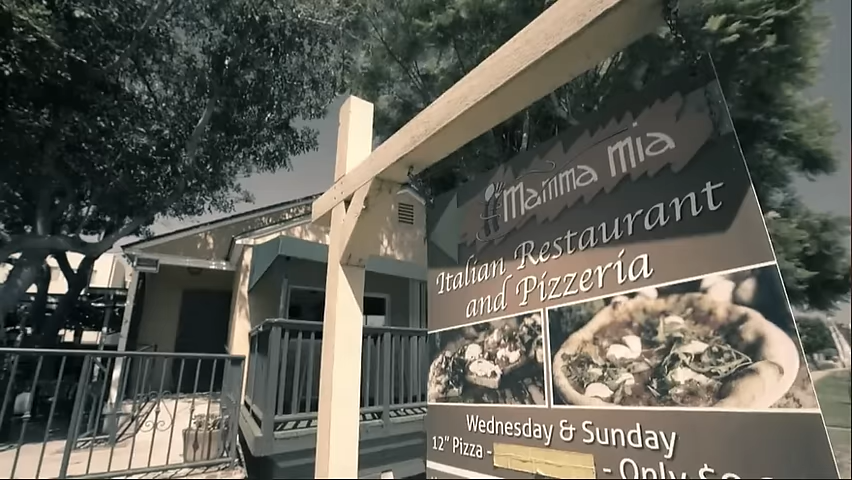 Mamma Mia
Italian Restaurant
and Pizzeria
Wednesday & Sunday
12" Pizza - - Only